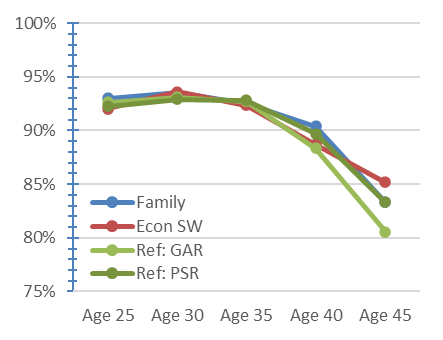 100%
95%
90%
85%
80%
75%
Family
Econ SW
Ref: GAR
Ref: PSR
Age 25 Age 30 Age 35 Age 40 Age 45